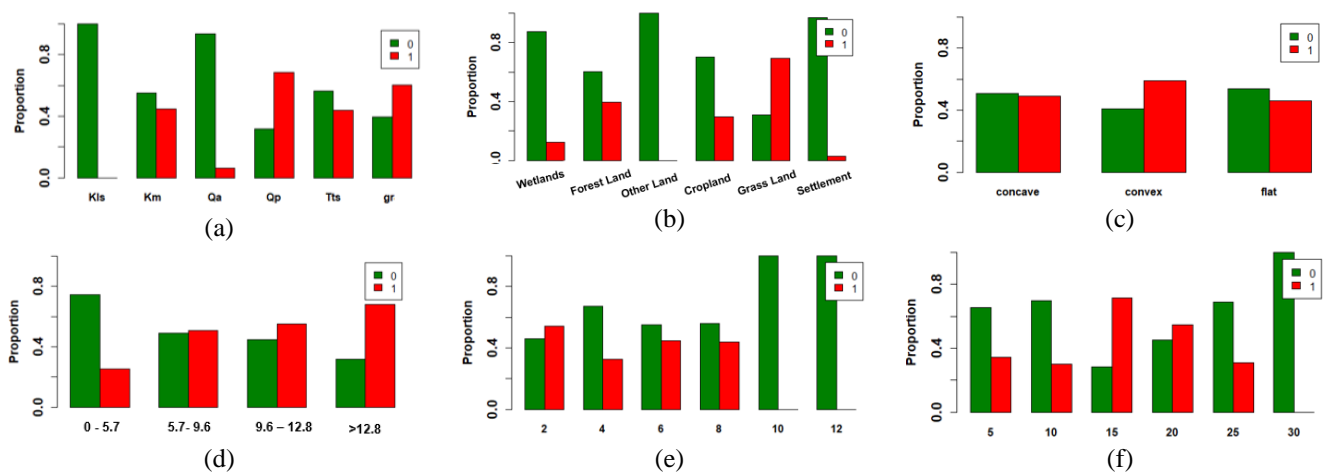 Proportion
0.0 0.4 0.8
0
1
Kls Km Qa Qp Tts gr
(a)
Proportion
0.0 0.4 0.8
0
1
Wetlands Forest Land Other Land Cropland Grass Land Settlement
(b)
Proportion
0.0 0.4 0.8
0
1
concave convex flat
(c)
Proportion
0.0 0.4 0.8
0
1
0 - 5.7 5.7- 9.6 9.6 – 12.8 >12.8
(d)
Proportion
0.0 0.4 0.8
0
1
2 4 6 8 10 12
(e)
Proportion
0.0 0.4 0.8
0
1
5 10 15 20 25 30
(f)